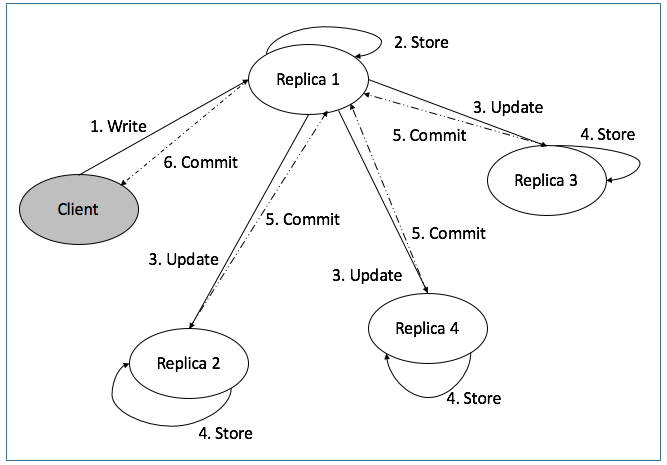 2. Store
Replica 1
3. Update
1. Write
5. Commit
4. Store
6. Commit
Replica 3
Client
5. Commit
5. Commit
3. Update
3. Update
Replica 4
Replica 2
4. Store
4. Store